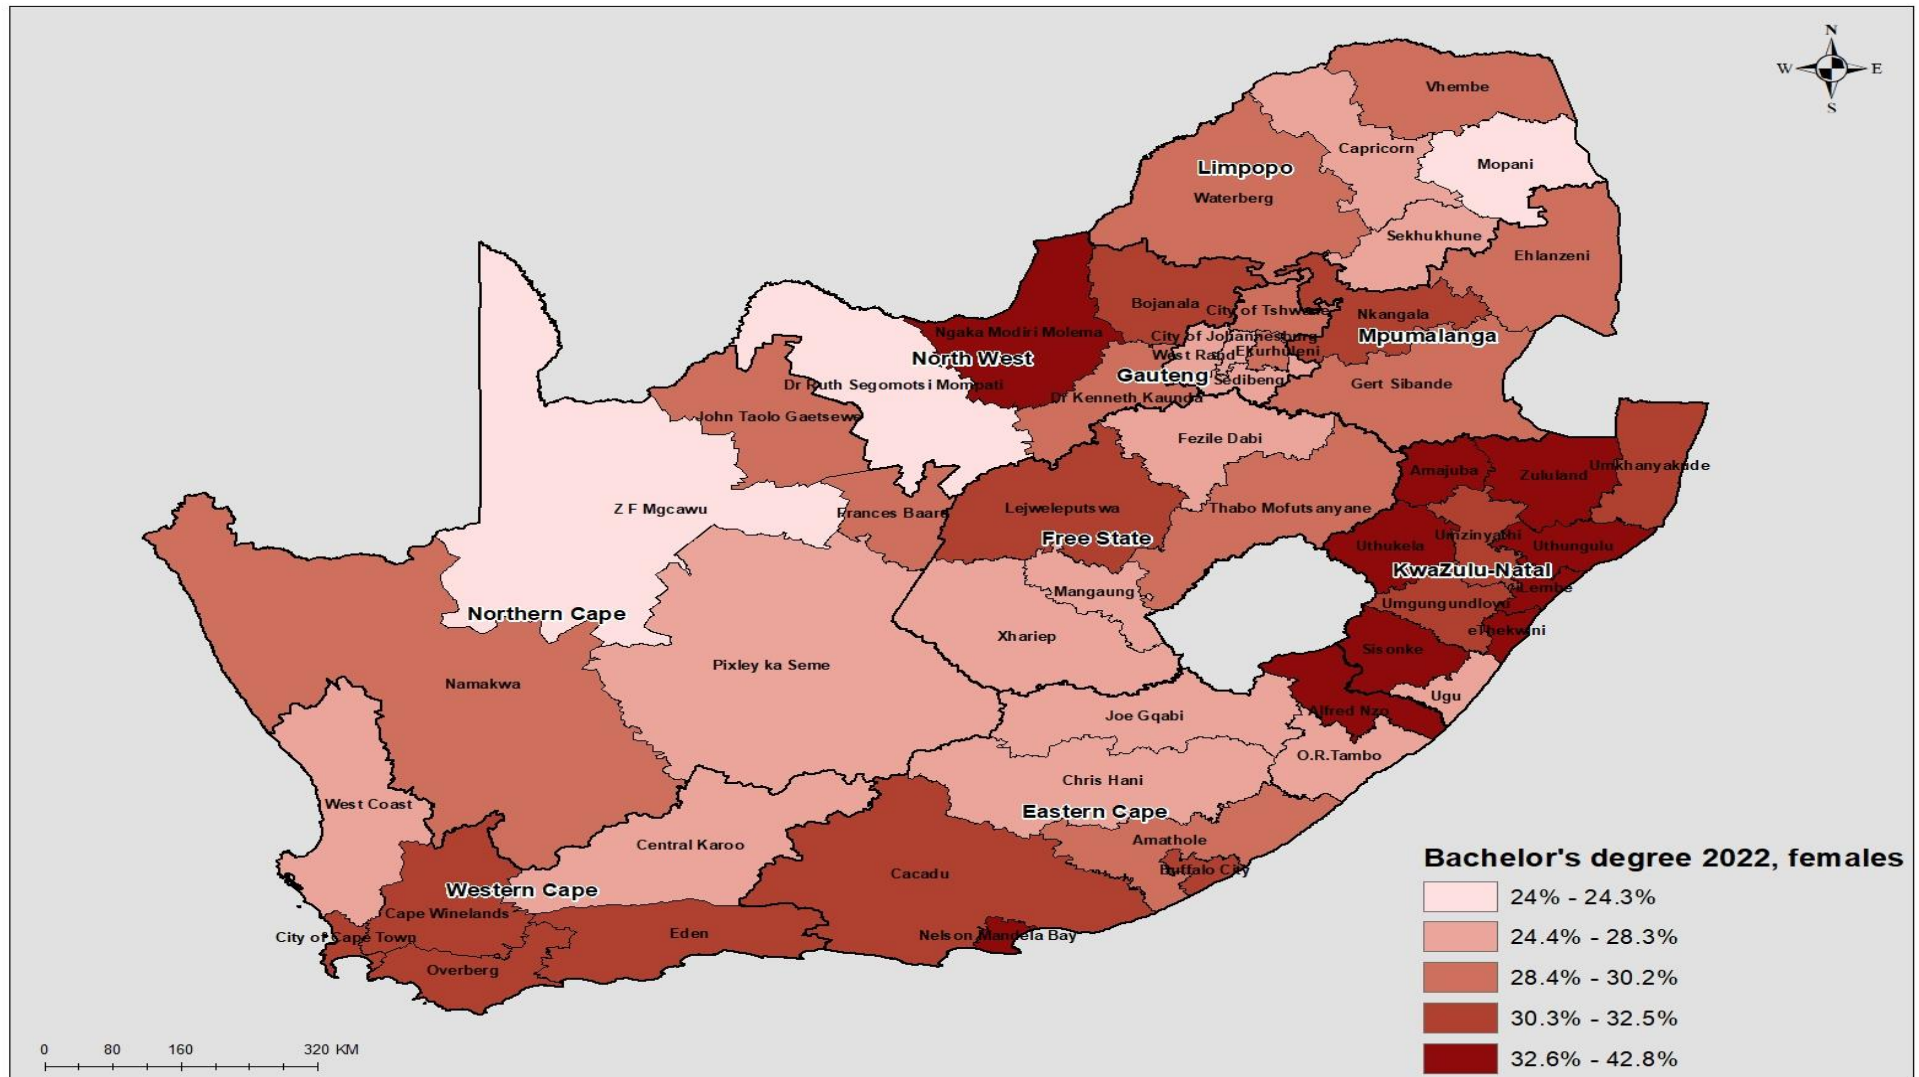 N
W E
S
Vhembe
Capricorn
Mopani
Limpopo
Waterberg
Sekhukhune
Ehlanzeni
Bojanala
City of Tshwane
Nkangala
Ngaka Modiri Molema
City of Johannesburg
Mpumalanga
North West
West Rand
Ekurhuleni
Gauteng
Sedibeng
Dr Ruth Segomotsi Mompati
Gert Sibande
Dr Kenneth Kaunda
John Taolo Gaetsewe
Fezile Dabi
Amajuba
Zululand
Umkhanyakude
Z F Mgcawu
Frances Baard
Lejweleputswa
Thabo Mofutsanyane
Free State
Umzinyathi
Uthukela
Uthungulu
KwaZulu-Natal
iLembe
Mangaung
Umgungundlovu
Northern Cape
eThekwini
Xhariep
Sisonke
Pixley ka Seme
Namakwa
Ugu
Alfred Nzo
Joe Gqabi
O.R.Tambo
Chris Hani
West Coast
Eastern Cape
Central Karoo
Amathole
Buffalo City
Cacadu
Western Cape
Cape Winelands
City of Cape Town
Eden
Nelson Mandela Bay
Overberg
Bachelor's degree 2022, females
24% - 24.3%
24.4% - 28.3%
28.4% - 30.2%
30.3% - 32.5%
32.6% - 42.8%
0 80 160 320 KM